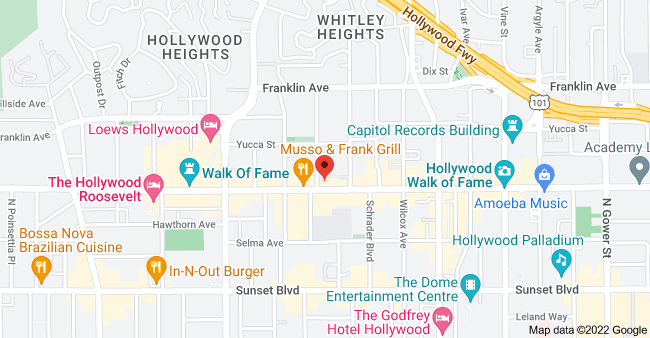 Ivar Ave
Vine St
Argyle Ave
WHITLEY
HEIGHTS
Hollywood Fwy
HOLLYWOOD
HEIGHTS
Outpost Dr
Fitch Dr
Dix St
Franklin Ave
Franklin Ave
101
illside Ave
Loews Hollywood
Capitol Records Building
Yucca St
ranklin Ave
Yucca St
Musso & Frank Grill
Academy L
Walk Of Fame
Hollywood
Walk of Fame
The Hollywood
Roosevelt
Amoeba Music
N Poinsettia Pl
Hawthorn Ave
Schrader Blvd
Wilcox Ave
N Gower St
Bossa Nova
Brazilian Cuisine
Selma Ave
Hollywood Palladium
In-N-Out Burger
The Dome
Entertainment Centre
Sunset Blvd
Sunset Blvd
The Godfrey
Hotel Hollywood
Leland Way
Map data ©2022 Google